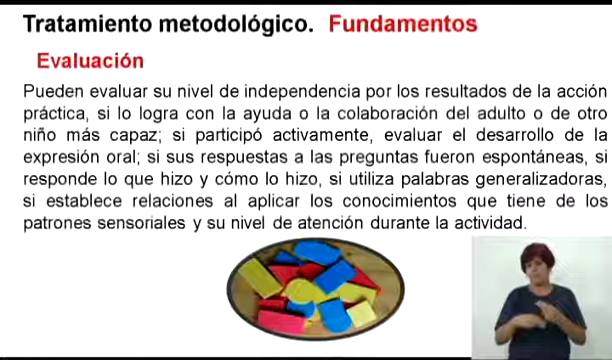 Tratamiento metodológico. Fundamentos
Evaluación
Pueden evaluar su nivel de independencia por los resultados de la acción
práctica, si lo logra con la ayuda o la colaboración del adulto o de otro
niño más capaz; si participó activamente, evaluar el desarrollo de la
expresión oral; si sus respuestas a las preguntas fueron espontáneas, si
responde lo que hizo y cómo lo hizo, si utiliza palabras generalizadoras,
si establece relaciones al aplicar los conocimientos que tiene de los
patrones sensoriales y su nivel de atención durante la actividad.